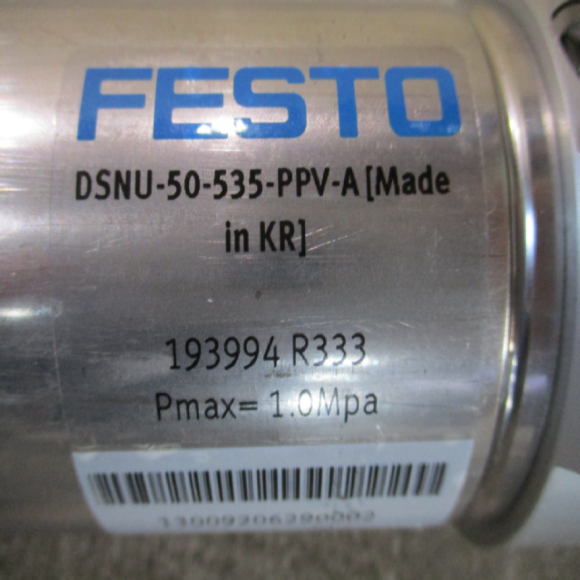 FESTO
DSNU-50-535-PPV-A [Made
in KR]
193994 R333
Pmax= 1.0Mpa